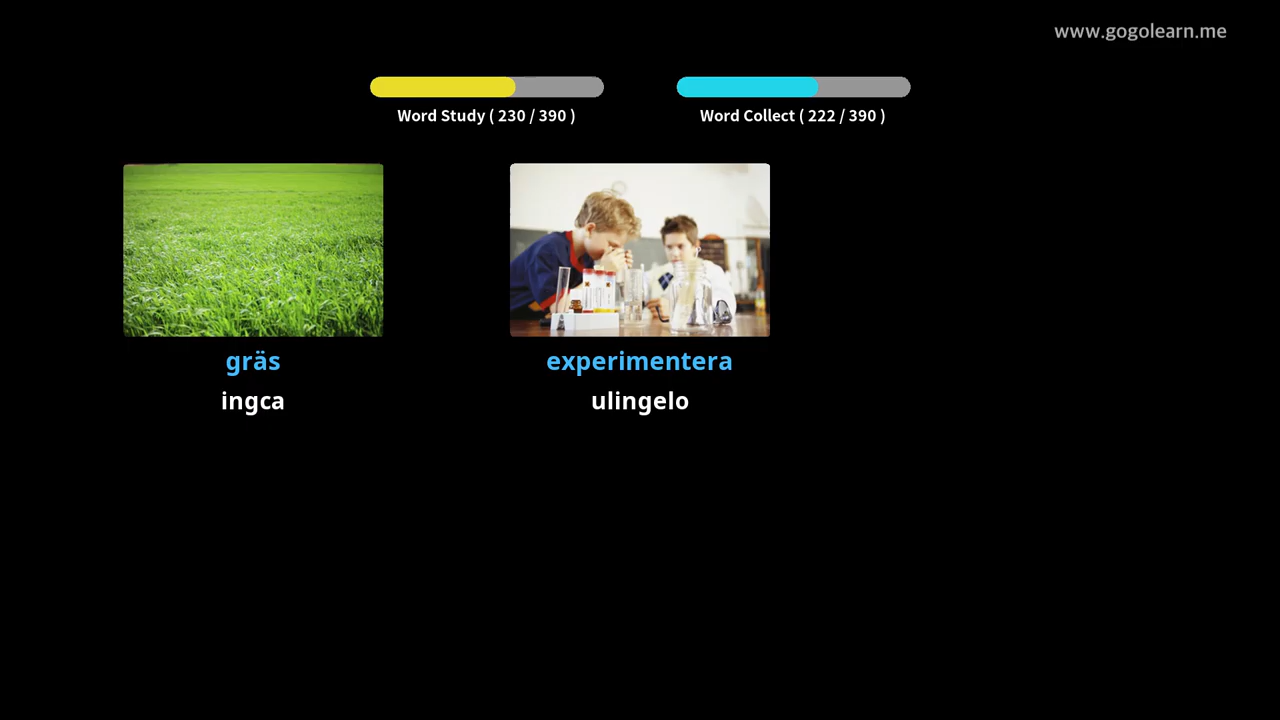 www.gogolearn.me
Word Study ( 230 / 390 )
Word Collect ( 222 / 390 )
gräs
experimentera
ingca
ulingelo